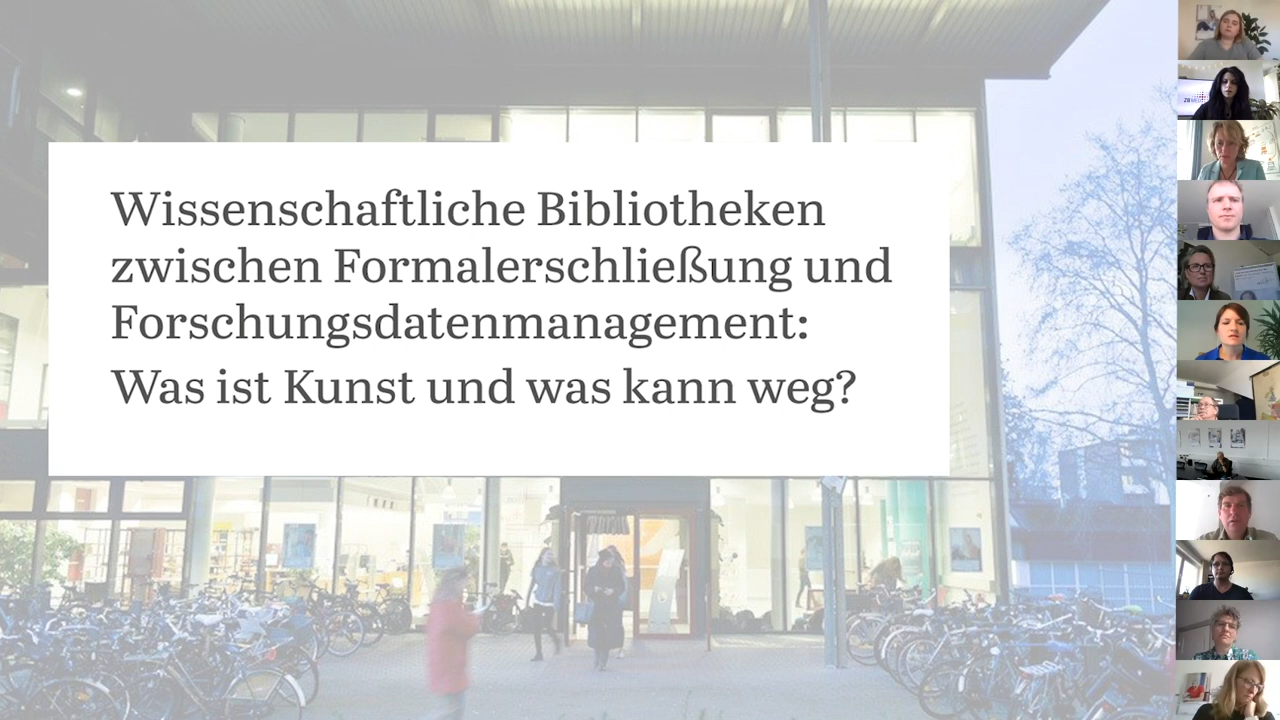 Wissenschaftliche Bibliotheken
zwischen Formalerschließung und
Forschungsdatenmanagement:
Was ist Kunst und was kann weg?